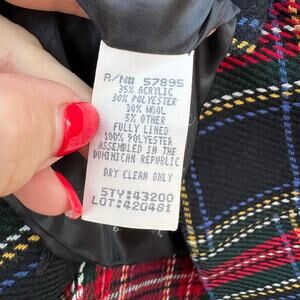 R/N# 57895
35% ACRYLIC
30% POLYESTER
30% WOOL
5% OTHER
FULLY LINED
100% POLYESTER
ASSEMBLED IN THE
DOMINICAN REPUBLIC
DRY CLEAN ONLY
STY:43200
LOT:420481